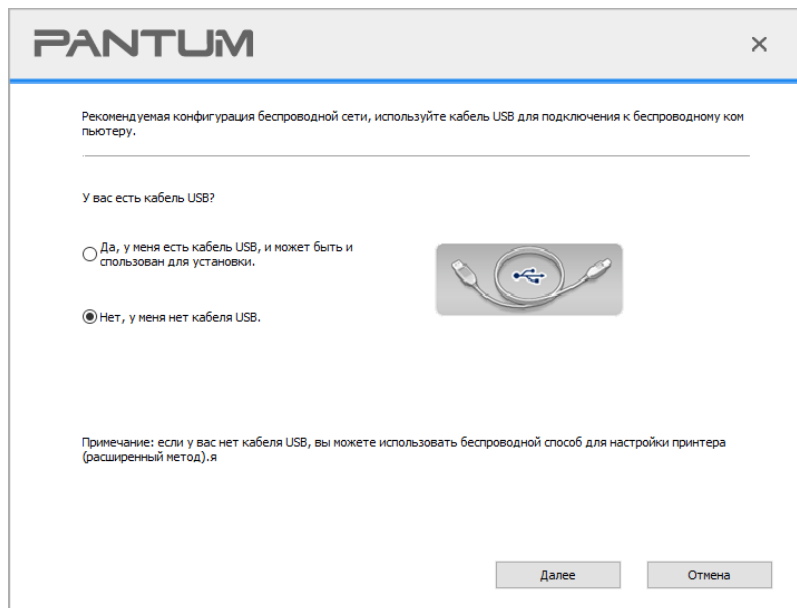 PANTUM
Рекомендуемая конфигурация беспроводной сети, используйте кабель USB для подключения к беспроводному ком
пьютеру.
У вас есть кабель USB?
Да, у меня есть кабель USB, и может быть и
спользован для установки.
Нет, у меня нет кабеля USB.
Примечание: если у вас нет кабеля USB, вы можете использовать беспроводной способ для настройки принтера
(расширенный метод).я
Далее
Отмена